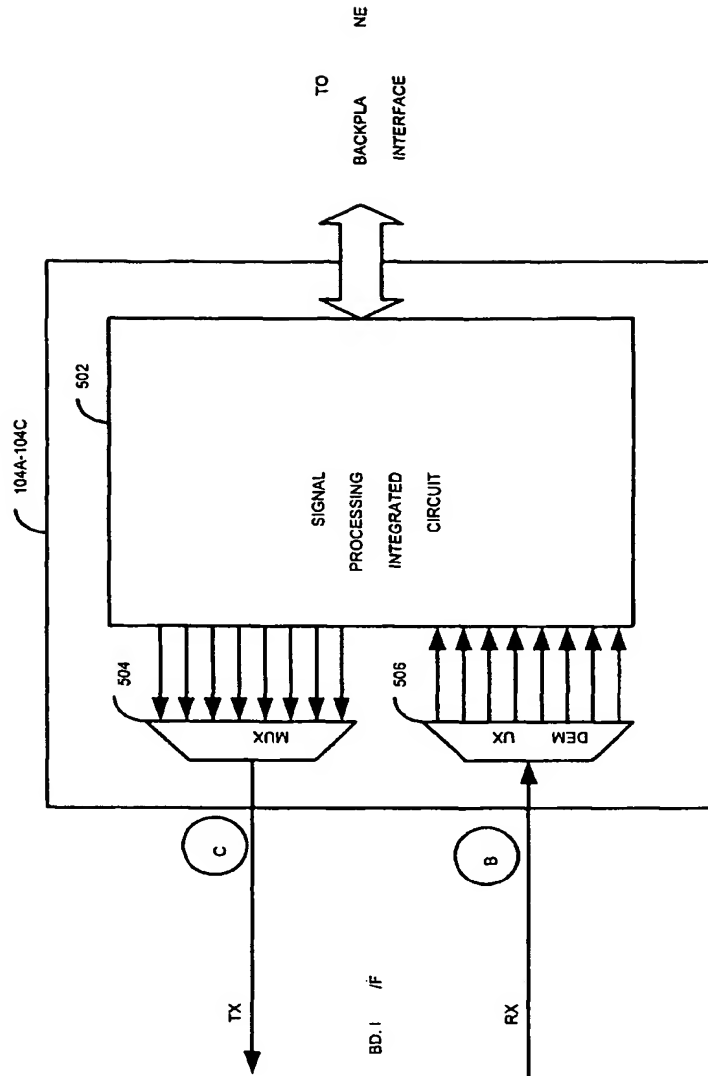 104A-104C
502
504
MUX
506
DEM UX
SIGNAL
PROCESSING
INTEGRATED
CIRCUIT
TO
BACKPLA NE
INTERFACE
C
TX
B
RX
BD. I /F